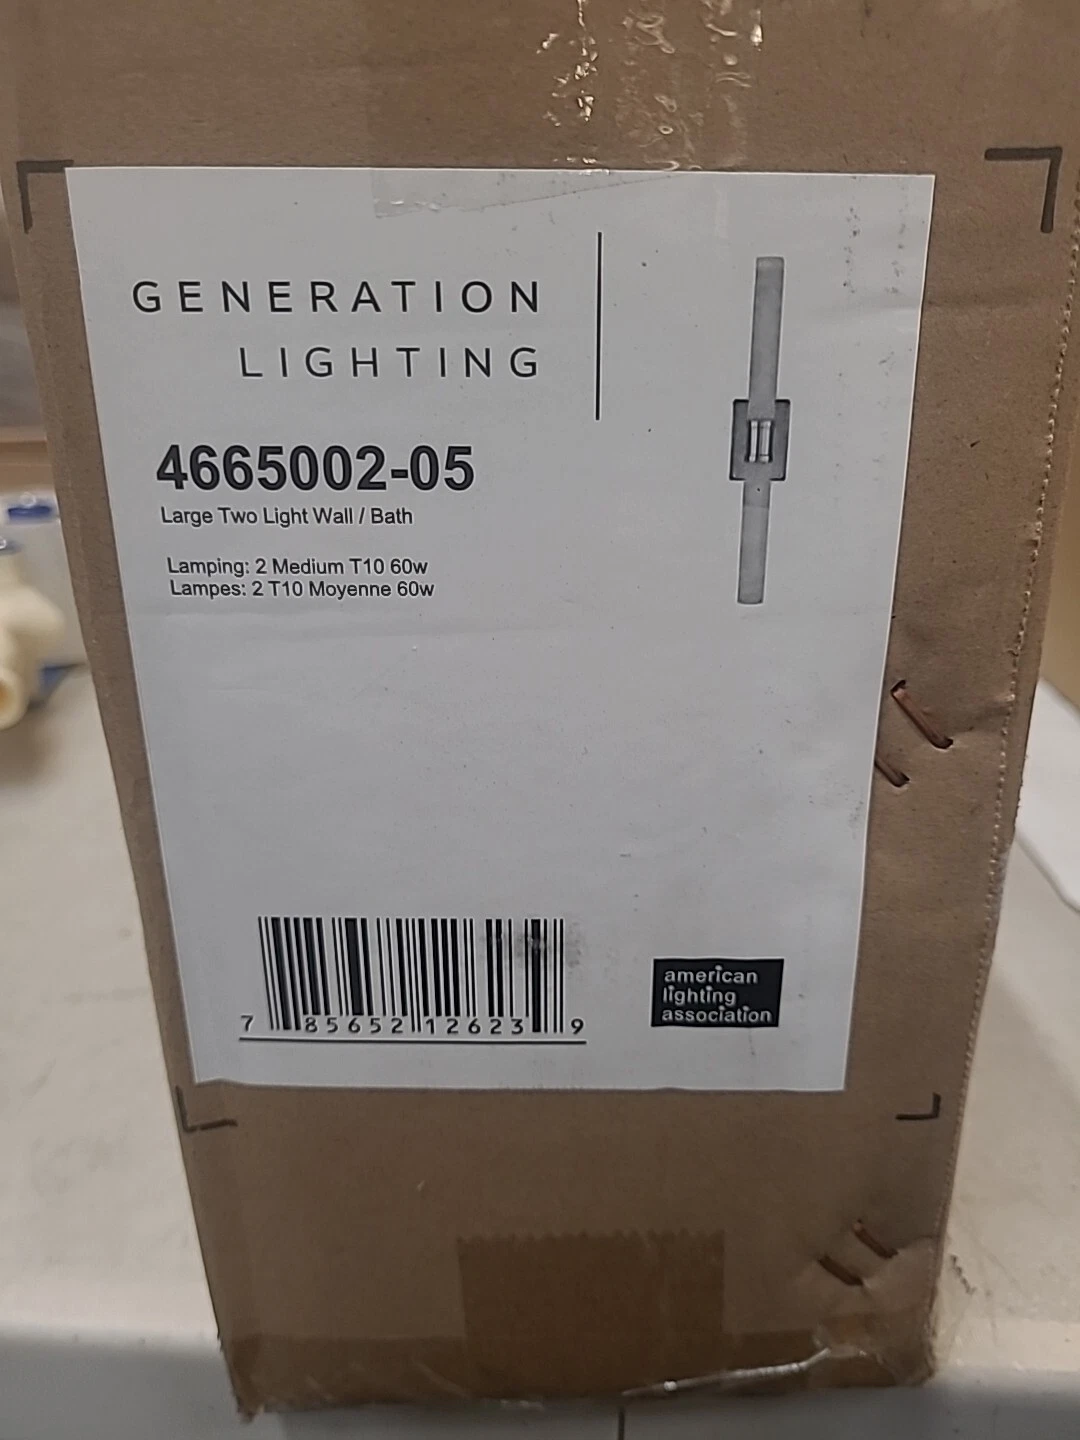 GENERATION
LIGHTING
4665002-05
Large Two Light Wall / Bath
Lamping: 2 Medium T10 60w
Lampes: 2 T10 Moyenne 60w
7 85652 12623 9
american
lighting
association